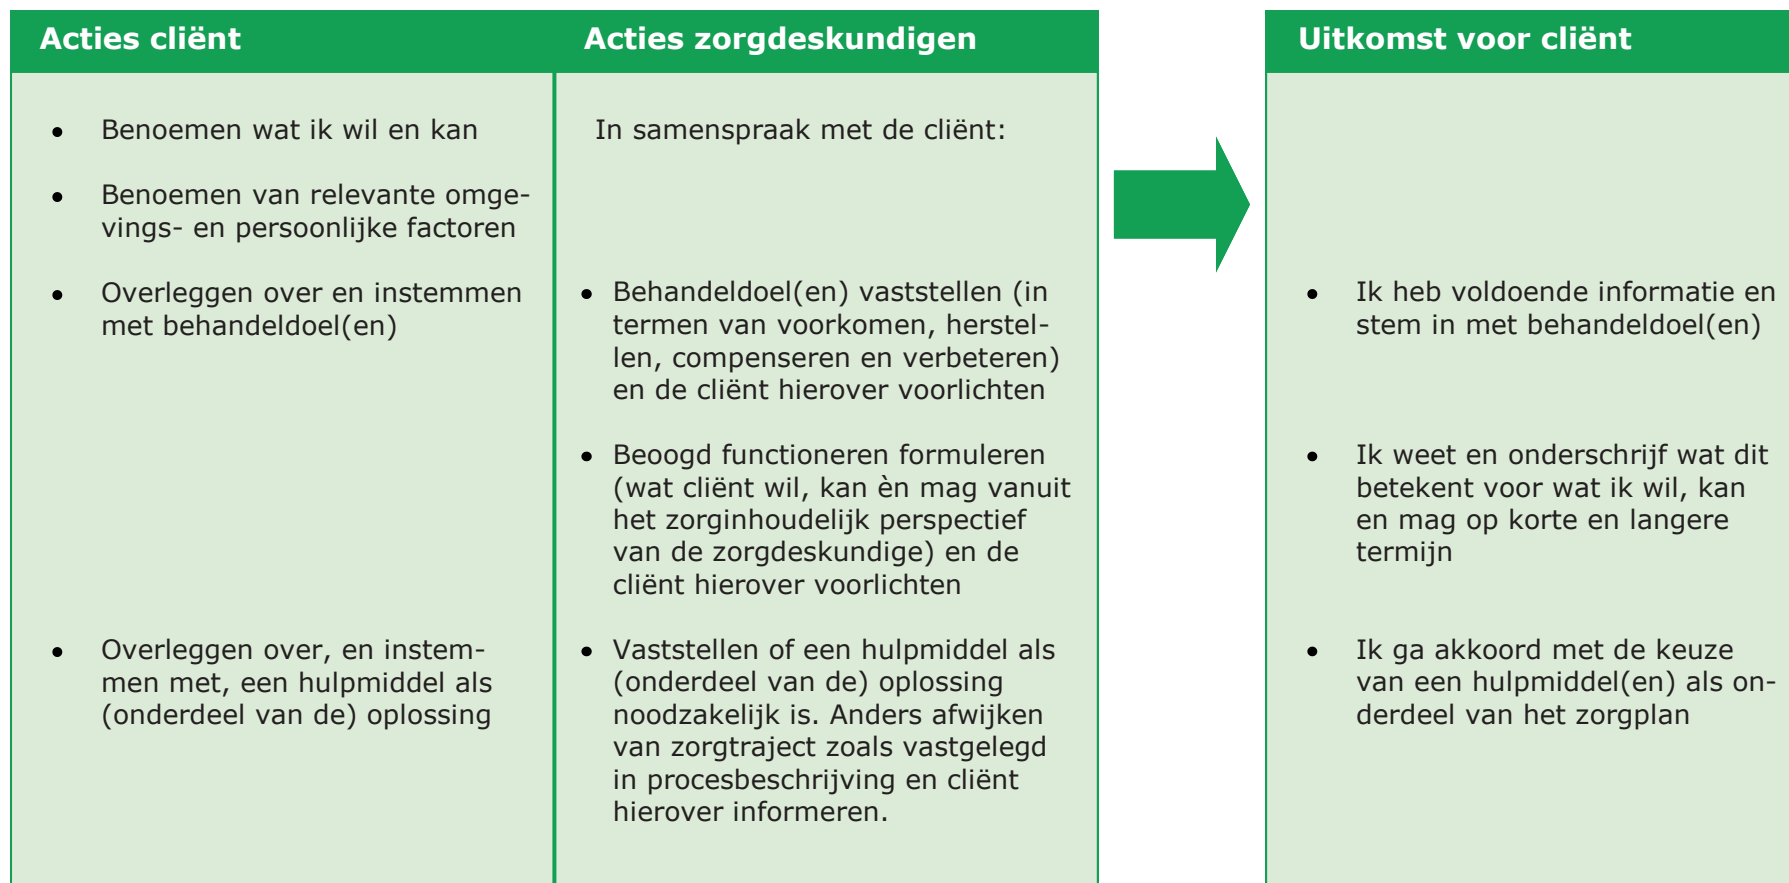 Acties cliënt
Benoemen wat ik wil en kan
Benoemen van relevante omge-
vings- en persoonlijke factoren
Overleggen over en instemmen
met behandeldoel(en)
Overleggen over, en instem-
men met, een hulpmiddel als
(onderdeel van de) oplossing
Acties zorgdeskundigen
In samenspraak met de cliënt:
Behandeldoel(en) vaststellen (in
termen van voorkomen, herstel-
len, compenseren en verbeteren)
en de cliënt hierover voorlichten
Beoogd functioneren formuleren
(wat cliënt wil, kan èn mag vanuit
het zorginhoudelijk perspectief
van de zorgdeskundige) en de
cliënt hierover voorlichten
Vaststellen of een hulpmiddel als
(onderdeel van de) oplossing
noodzakelijk is. Anders afwijken
van zorgtraject zoals vastgelegd
in procesbeschrijving en cliënt
hierover informeren.
Uitkomst voor cliënt
Ik heb voldoende informatie en
stem in met behandeldoel(en)
Ik weet en onderschrijf wat dit
betekent voor wat ik wil, kan
en mag op korte en langere
termijn
Ik ga akkoord met de keuze
van een hulpmiddel(en) als on-
derdeel van het zorgplan